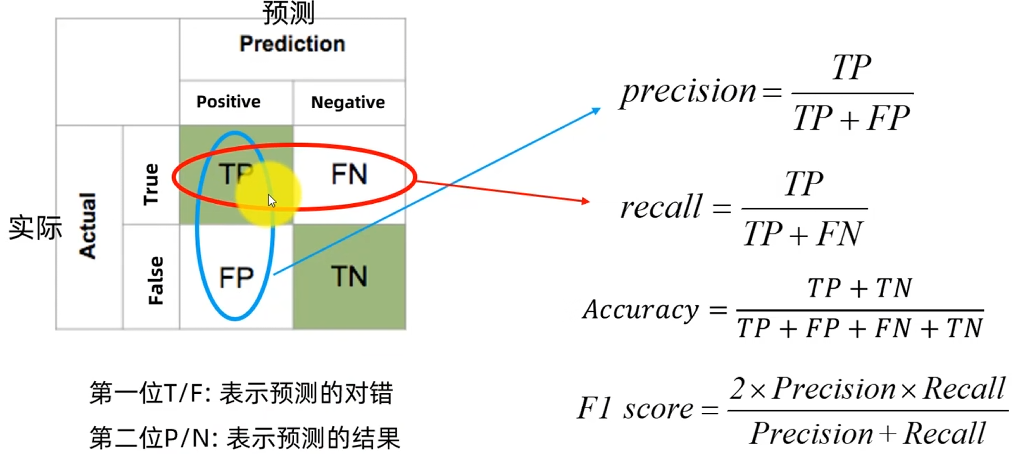 预测
Prediction
Positive
Negative
实际
Actual
True
TP
FN
False
FP
TN
第一位T/F: 表示预测的对错
第二位P/N: 表示预测的结果
precision = TP / TP + FP
recall = TP / TP + FN
Accuracy = TP + TN / TP + FP + FN + TN
F1 score = 2×Precision×Recall / Precision + Recall